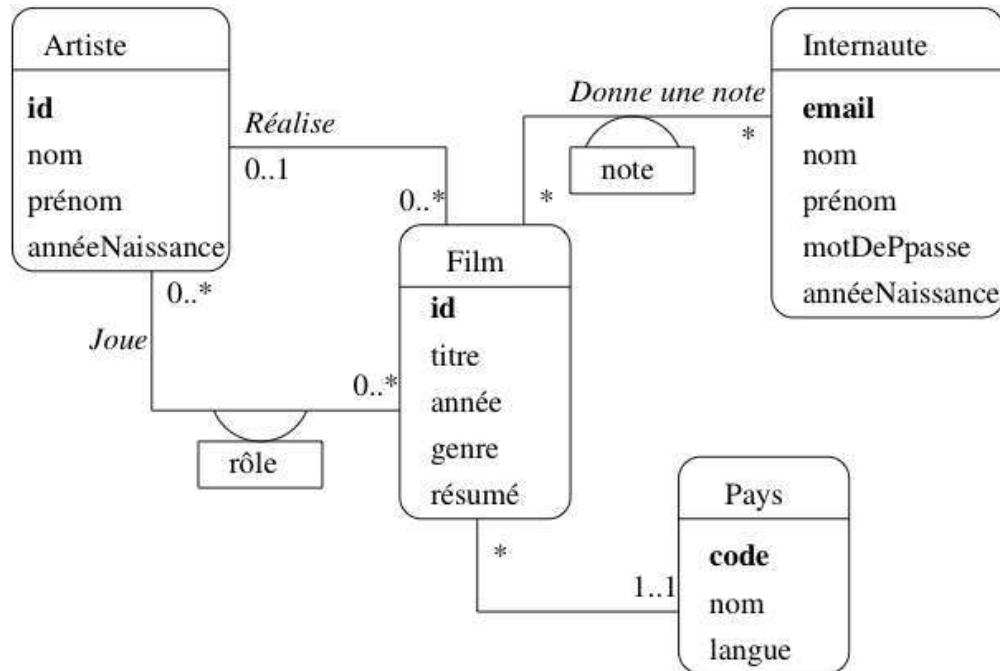 Artiste
id
nom
prénom
annéeNaissance
Réalise
0..1
0..*
Donne une note
*
*
note
Internaute
email
nom
prénom
motDePpasse
annéeNaissance
0..*
Joue
0..*
rôle
Film
id
titre
année
genre
résumé
*
1..1
Pays
code
nom
langue